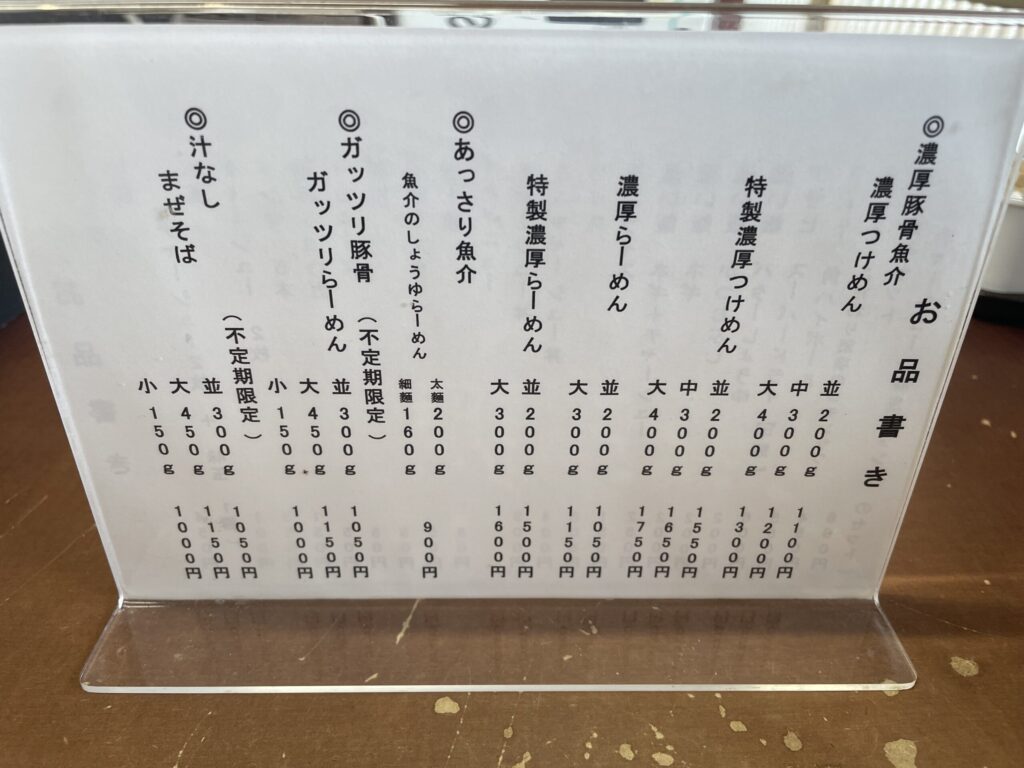 お品書き
◎濃厚豚骨魚介
濃厚つけめん
並 200g 1100円
中 300g 1200円
大 400g 1300円
特製濃厚つけめん
並 200g 1550円
中 300g 1650円
大 400g 1750円
濃厚らーめん
並 200g 1050円
大 300g 1150円
特製濃厚らーめん
並 200g 1500円
大 300g 1600円
◎あっさり魚介
魚介のしょうゆらーめん
太麺 200g 900円
細麺 160g
◎ガッツリ豚骨（不定期限定）
ガッツリらーめん
並 300g 1050円
大 450g 1150円
小 150g 1000円
◎汁なし（不定期限定）
まぜそば
並 300g 1050円
大 450g 1150円
小 150g 1000円